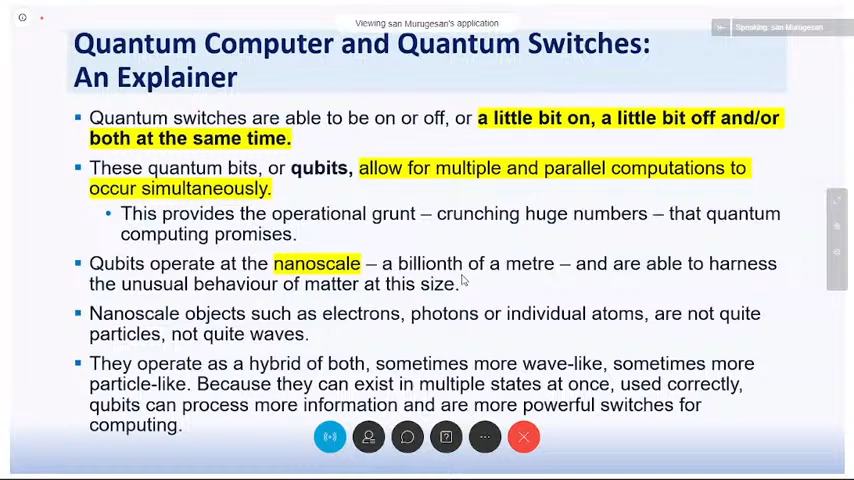 Viewing san Murugesan's application
Speaking: san Murugesan
Quantum Computer and Quantum Switches:
An Explainer
Quantum switches are able to be on or off, or a little bit on, a little bit off and/or
both at the same time.
These quantum bits, or qubits, allow for multiple and parallel computations to
occur simultaneously.
This provides the operational grunt – crunching huge numbers – that quantum
computing promises.
Qubits operate at the nanoscale – a billionth of a metre – and are able to harness
the unusual behaviour of matter at this size.
Nanoscale objects such as electrons, photons or individual atoms, are not quite
particles, not quite waves.
They operate as a hybrid of both, sometimes more wave-like, sometimes more
particle-like. Because they can exist in multiple states at once, used correctly,
qubits can process more information and are more powerful switches for
computing.